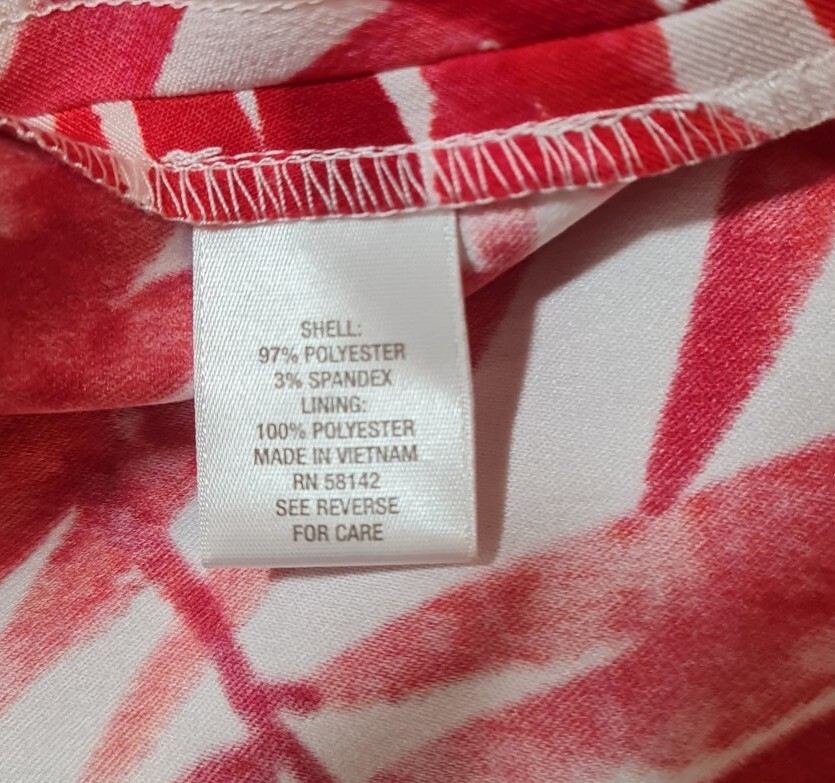 SHELL:
97% POLYESTER
3% SPANDEX
LINING:
100% POLYESTER
MADE IN VIETNAM
RN 58142
SEE REVERSE
FOR CARE